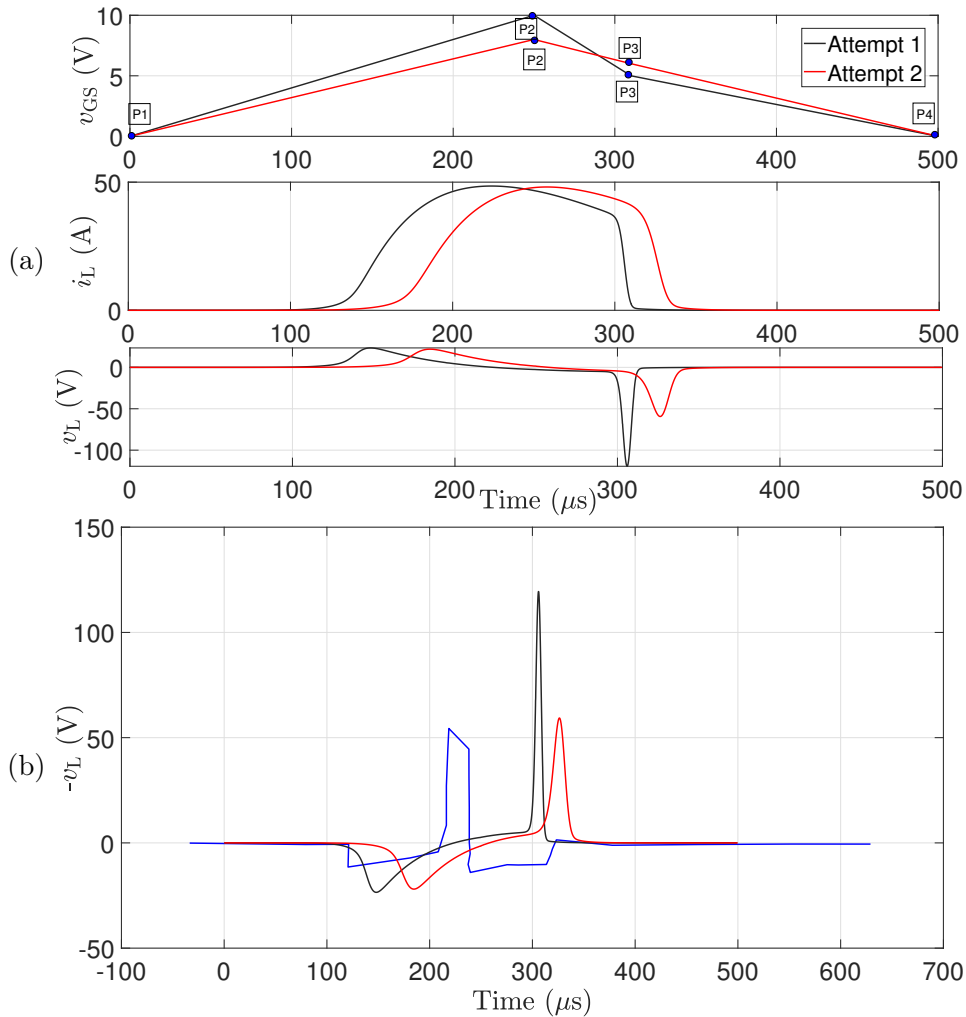 10
5
0
v_GS (V)
P1
P2
P2
P3
P3
P4
Attempt 1
Attempt 2
0 100 200 300 400 500
(a)
50
0
i_L (A)
0 100 200 300 400 500
0
-50
-100
v_L (V)
0 100 200 300 400 500
Time (μs)
(b)
150
100
50
0
-50
-v_L (V)
-100 0 100 200 300 400 500 600 700
Time (μs)